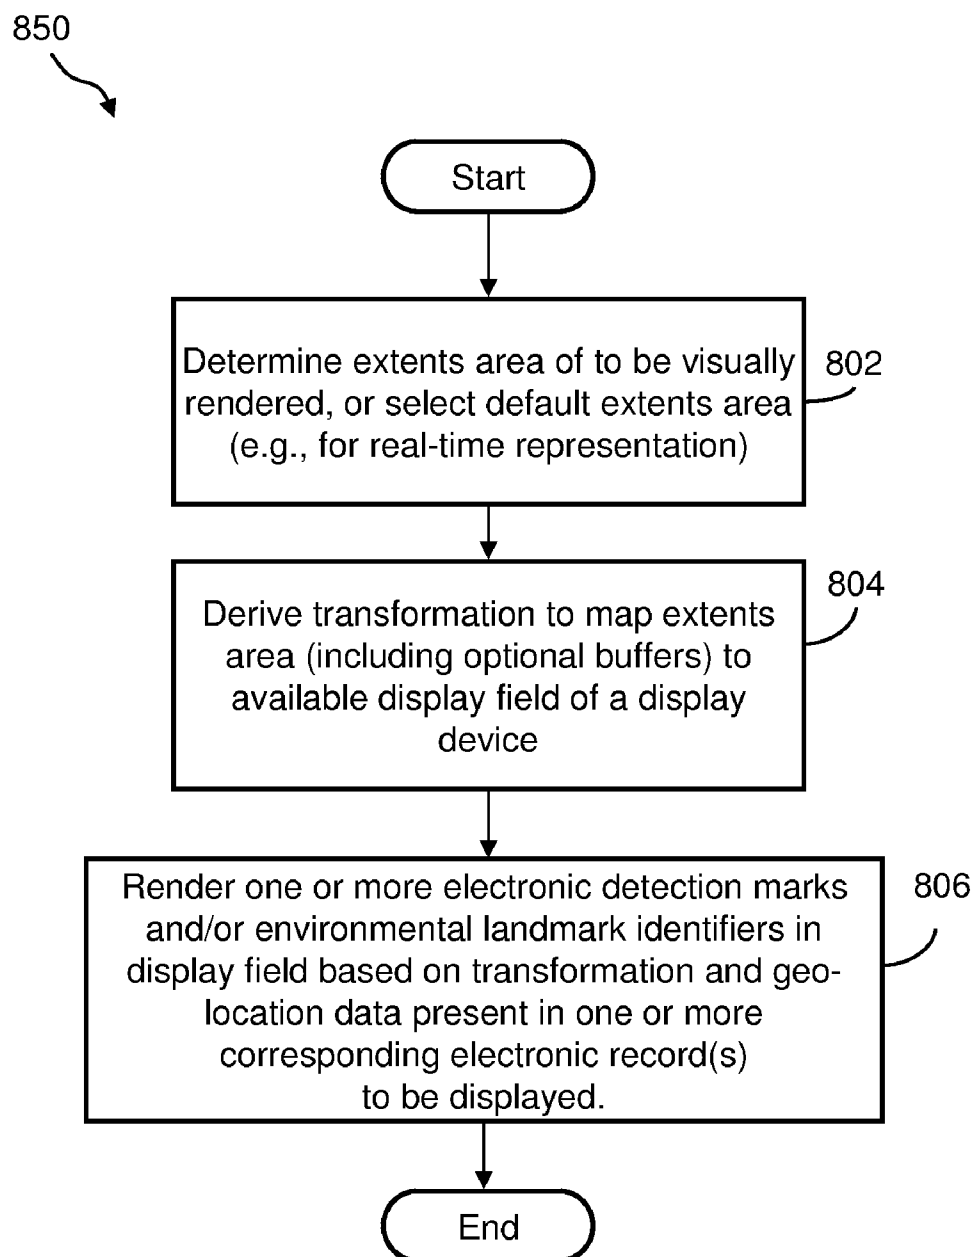 850
Start
Determine extents area of to be visually
rendered, or select default extents area
(e.g., for real-time representation)
802
Derive transformation to map extents
area (including optional buffers) to
available display field of a display
device
804
Render one or more electronic detection marks
and/or environmental landmark identifiers in
display field based on transformation and geo-
location data present in one or more
corresponding electronic record(s)
to be displayed.
806
End